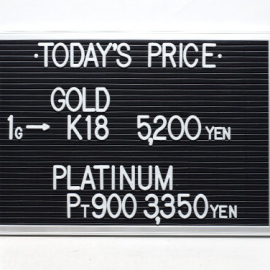 ·TODAY'S PRICE·
GOLD
1G→ K18 5,200 YEN
PLATINUM
PT900 3,350 YEN